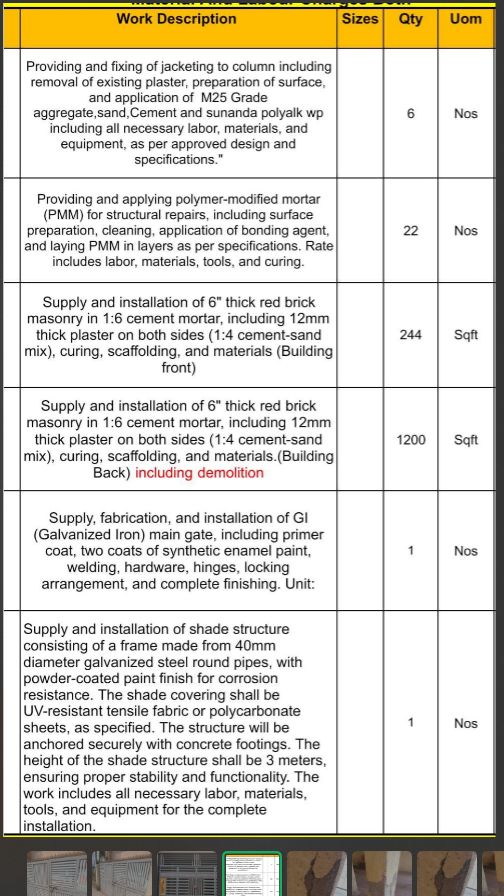 Material And Labour Charges Both
Work Description Sizes Qty Uom
Providing and fixing of jacketing to column including
removal of existing plaster, preparation of surface,
and application of M25 Grade
aggregate,sand,Cement and sunanda polyalk wp
including all necessary labor, materials, and
equipment, as per approved design and
specifications."
6 Nos
Providing and applying polymer-modified mortar
(PMM) for structural repairs, including surface
preparation, cleaning, application of bonding agent,
and laying PMM in layers as per specifications. Rate
includes labor, materials, tools, and curing.
22 Nos
Supply and installation of 6" thick red brick
masonry in 1:6 cement mortar, including 12mm
thick plaster on both sides (1:4 cement-sand
mix), curing, scaffolding, and materials (Building
front)
244 Sqft
Supply and installation of 6" thick red brick
masonry in 1:6 cement mortar, including 12mm
thick plaster on both sides (1:4 cement-sand
mix), curing, scaffolding, and materials.(Building
Back) including demolition
1200 Sqft
Supply, fabrication, and installation of GI
(Galvanized Iron) main gate, including primer
coat, two coats of synthetic enamel paint,
welding, hardware, hinges, locking
arrangement, and complete finishing. Unit:
1 Nos
Supply and installation of shade structure
consisting of a frame made from 40mm
diameter galvanized steel round pipes, with
powder-coated paint finish for corrosion
resistance. The shade covering shall be
UV-resistant tensile fabric or polycarbonate
sheets, as specified. The structure will be
anchored securely with concrete footings. The
height of the shade structure shall be 3 meters,
ensuring proper stability and functionality. The
work includes all necessary labor, materials,
tools, and equipment for the complete
installation.
1 Nos